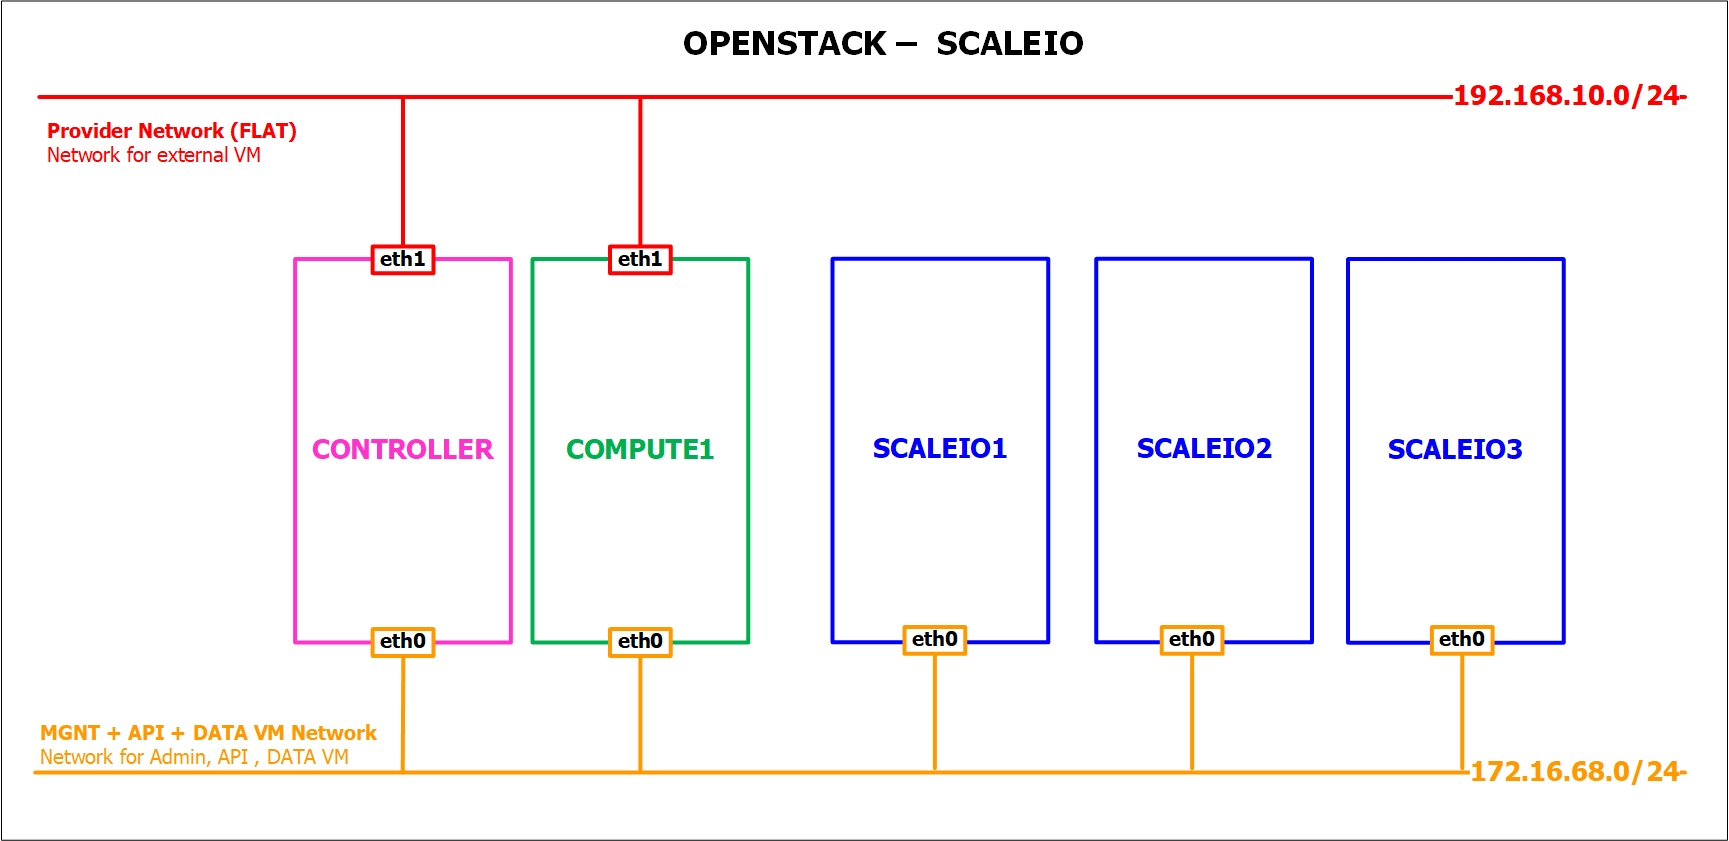 OPENSTACK – SCALEIO
192.168.10.0/24-
Provider Network (FLAT)
Network for external VM
eth1
eth1
CONTROLLER
COMPUTE1
SCALEIO1
SCALEIO2
SCALEIO3
eth0
eth0
eth0
eth0
eth0
MGNT + API + DATA VM Network
Network for Admin, API , DATA VM
172.16.68.0/24-